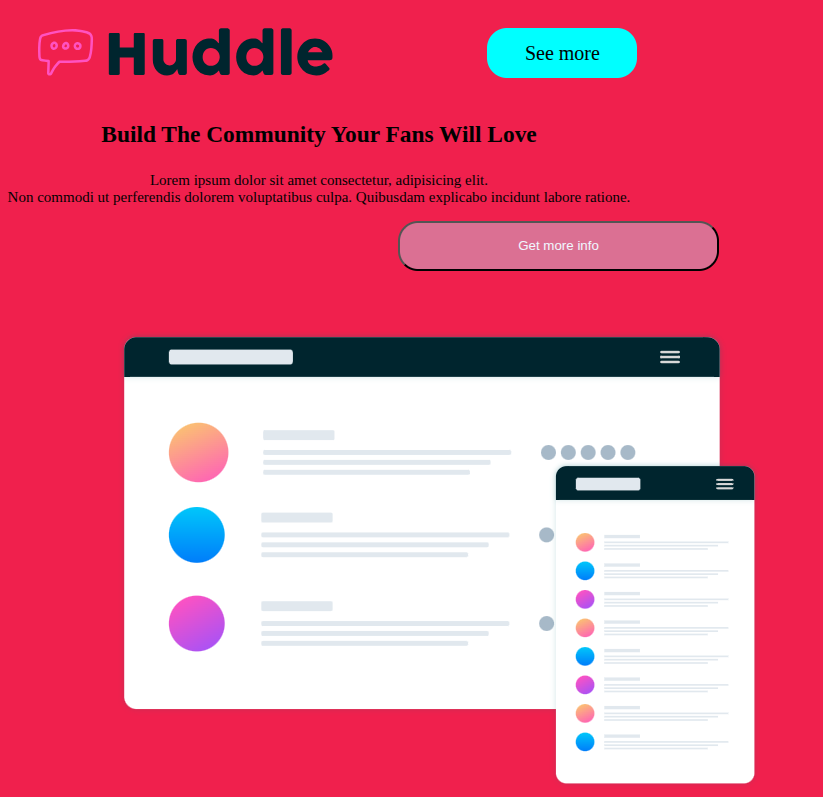 Huddle
See more
Build The Community Your Fans Will Love
Lorem ipsum dolor sit amet consectetur, adipisicing elit.
Non commodi ut perferendis dolorem voluptatibus culpa. Quibusdam explicabo incidunt labore ratione.
Get more info